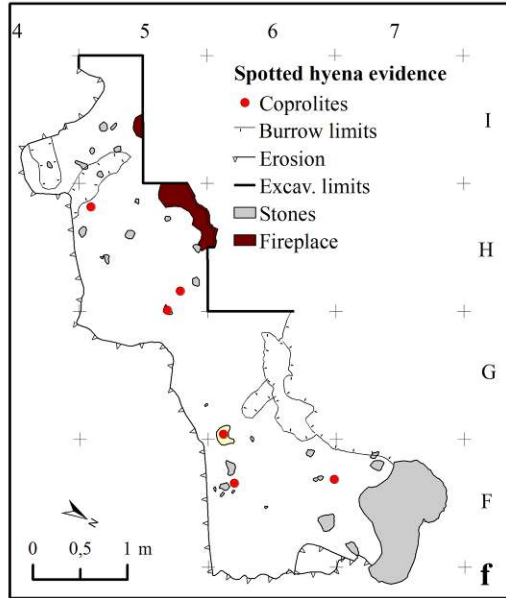 4 5 6 7
Spotted hyena evidence
Coprolites
Burrow limits
Erosion
Excav. limits
Stones
Fireplace
I
H
G
F
N
0 0,5 1 m
f